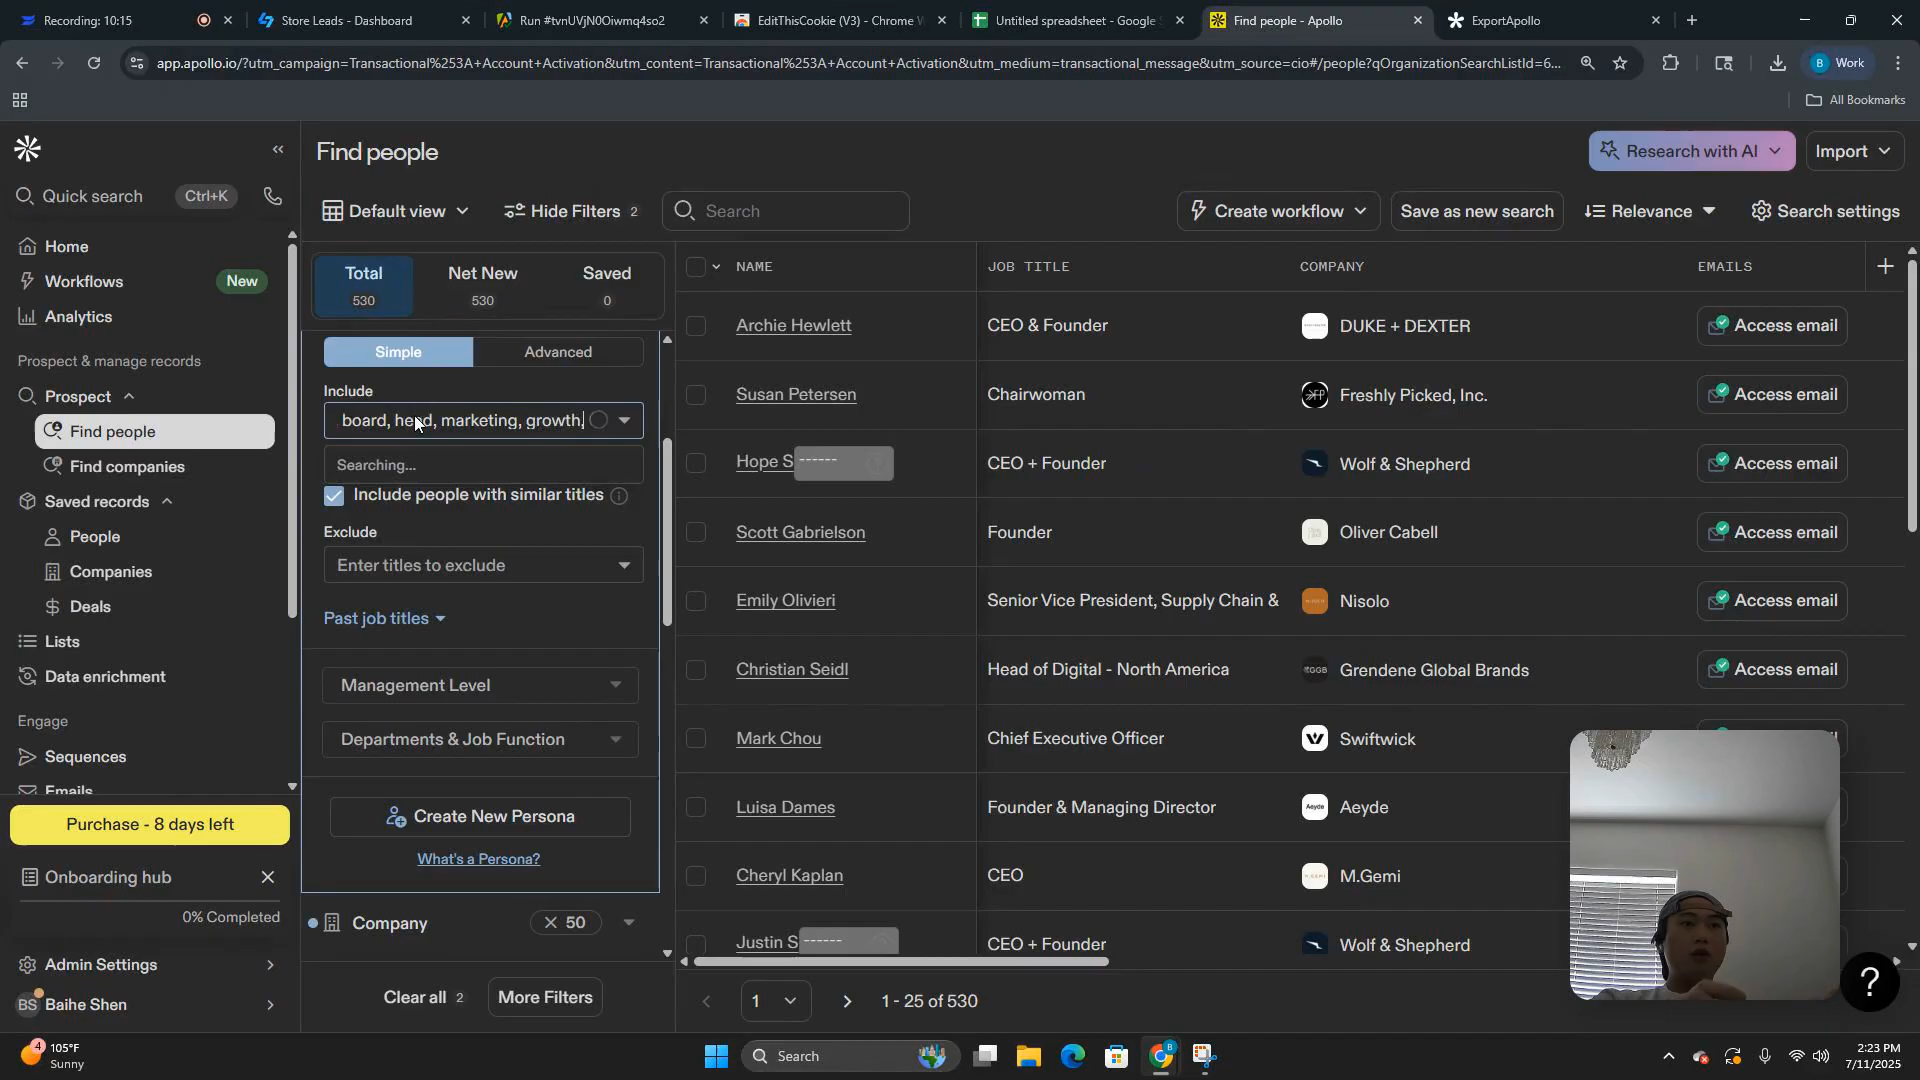 Recording: 10:15
Store Leads - Dashboard
Run #tvnUVjN0Oiwmq4so2
EditThisCookie (V3) - Chrome W
Untitled spreadsheet - Google S
Find people - Apollo
ExportApollo
app.apollo.io/?utm_campaign=Transactional%253A+Account+Activation&utm_content=Transactional%253A+Account+Activation&utm_medium=transactional_message&utm_source=cio#/people?qOrganizationSearchListId=6...
B Work
All Bookmarks
Find people
Research with AI
Import
Quick search Ctrl+K
Default view
Hide Filters 2
Search
Create workflow
Save as new search
Relevance
Search settings
Home
Workflows New
Analytics
Prospect & manage records
Prospect
Find people
Find companies
Saved records
People
Companies
Deals
Lists
Data enrichment
Engage
Sequences
Emails
Purchase - 8 days left
Onboarding hub
0% Completed
Admin Settings
BS Baihe Shen
Total Net New Saved
530 530 0
Simple Advanced
Include
board, head, marketing, growth,
Searching...
Include people with similar titles
Exclude
Enter titles to exclude
Past job titles
Management Level
Departments & Job Function
Create New Persona
What's a Persona?
Company 50
Clear all 2 More Filters
NAME JOB TITLE COMPANY EMAILS
Archie Hewlett CEO & Founder DUKE + DEXTER Access email
Susan Petersen Chairwoman Freshly Picked, Inc. Access email
Hope S------ CEO + Founder Wolf & Shepherd Access email
Scott Gabrielson Founder Oliver Cabell Access email
Emily Olivieri Senior Vice President, Supply Chain & Nisolo Access email
Christian Seidl Head of Digital - North America Grendene Global Brands Access email
Mark Chou Chief Executive Officer Swiftwick
Luisa Dames Founder & Managing Director Aeyde Aeyde
Cheryl Kaplan CEO M.Gemi
Justin S------ CEO + Founder Wolf & Shepherd
1 1 - 25 of 530
?
4 105°F
Sunny
Search
2:23 PM
7/11/2025